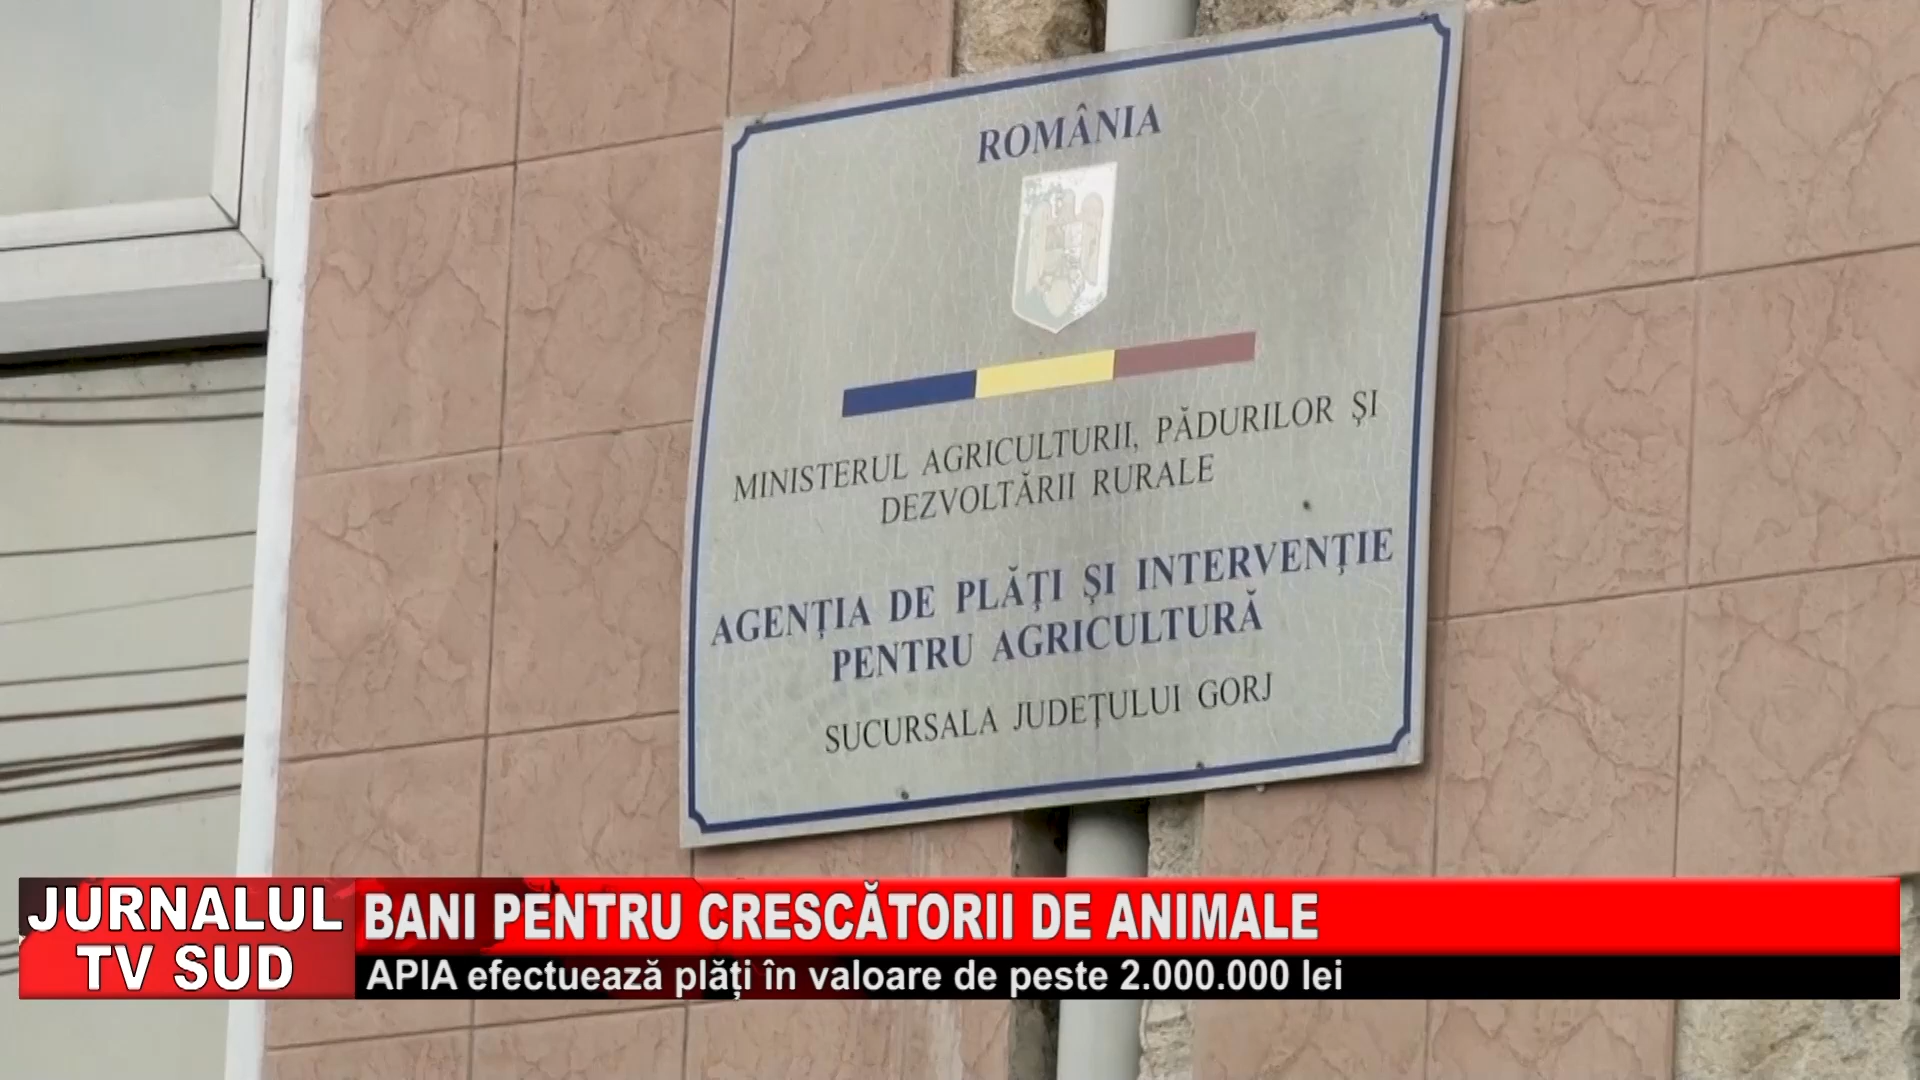 ROMÂNIA
MINISTERUL AGRICULTURII, PĂDURILOR ŞI
DEZVOLTĂRII RURALE
AGENŢIA DE PLĂŢI ŞI INTERVENŢIE
PENTRU AGRICULTURĂ
SUCURSALA JUDEŢULUI GORJ
JURNALUL
TV SUD
BANI PENTRU CRESCĂTORII DE ANIMALE
APIA efectuează plăți în valoare de peste 2.000.000 lei